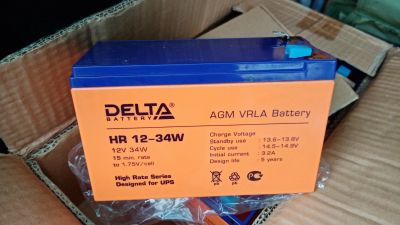 DELTA
BATTERY
HR 12-34W
12V 34W
15 min. rate
to 1.75V/cell
High Rate Series
Designed for UPS
AGM VRLA Battery
Charge Voltage
Standby use : 13.6-13.8V
Cycle use : 14.5-14.9V
Initial current : 3.2A
Design life : 5 years